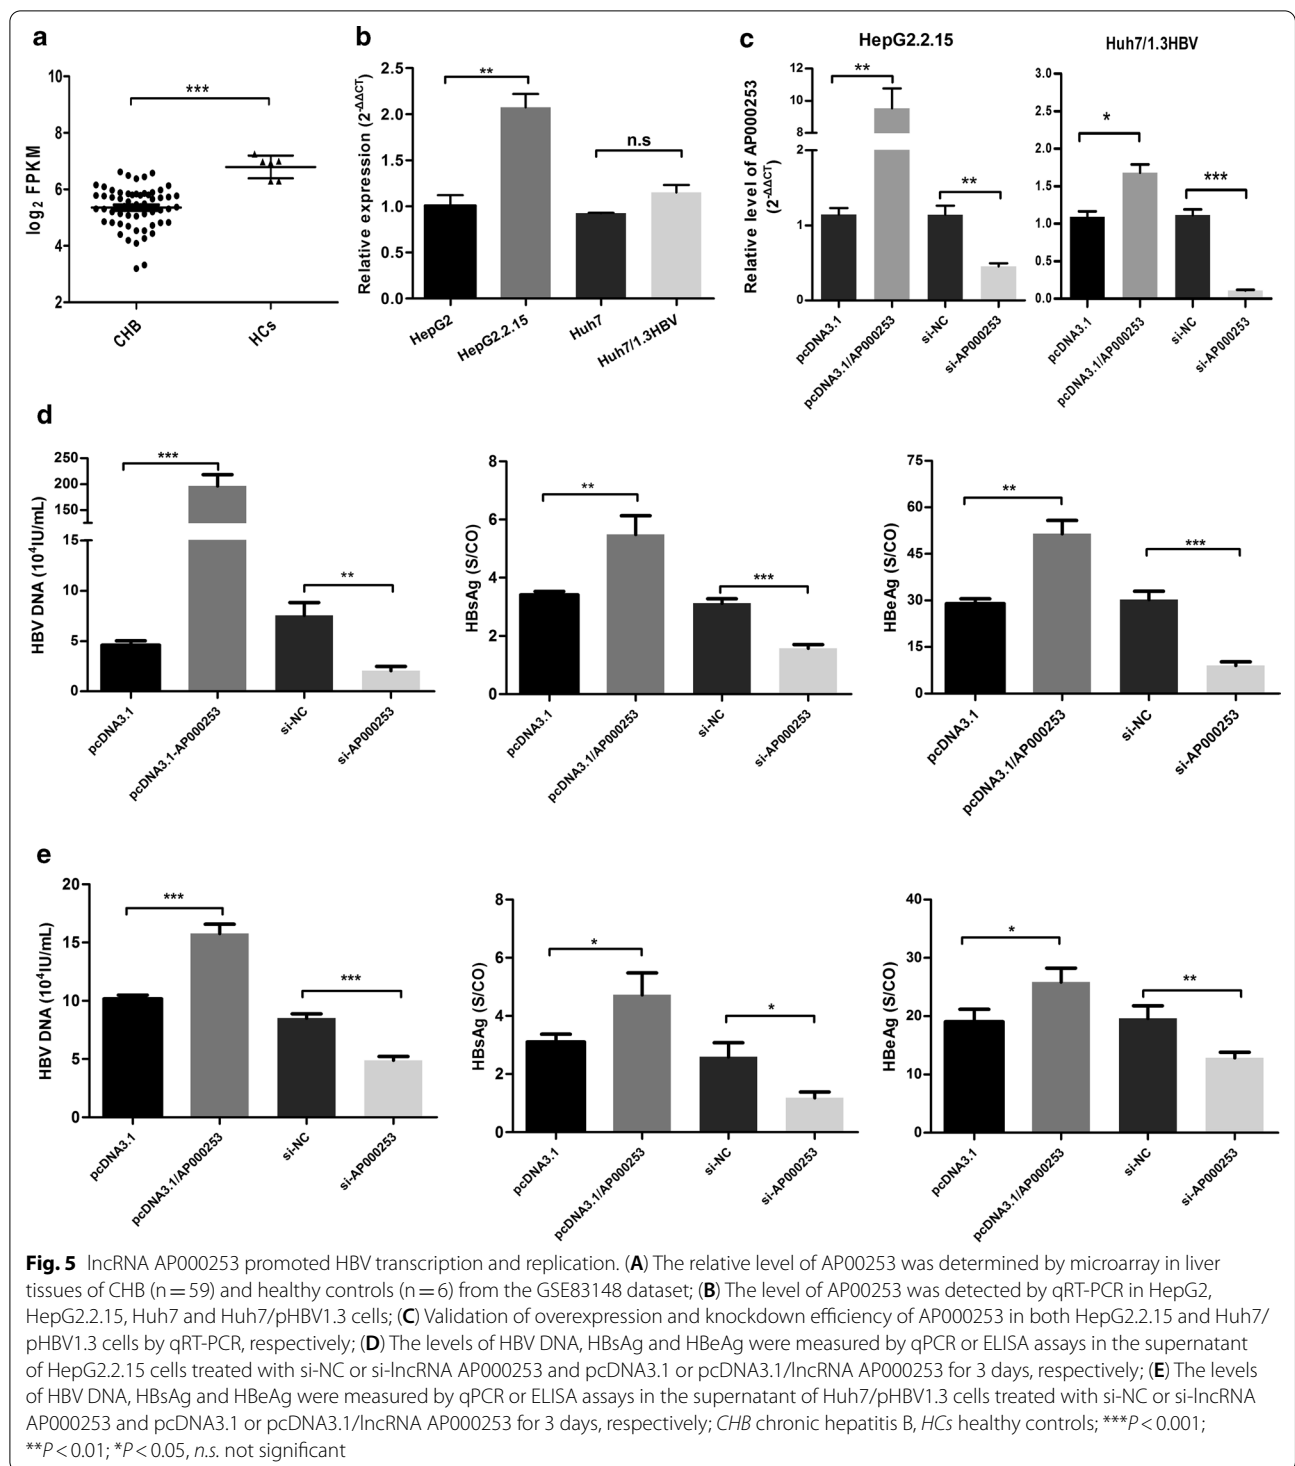 a
***
log2 FPKM
10
8
6
4
2
CHB
HCs
b
Relative expression (2-ΔΔCT)
2.5
2.0
1.5
1.0
0.5
0.0
**
n.s
HepG2
HepG2.2.15
Huh7
Huh7/1.3HBV
c
HepG2.2.15
Relative level of AP000253
(2-ΔΔCT)
12
10
8
2
1
0
**
**
pcDNA3.1
pcDNA3.1/AP000253
si-NC
si-AP000253
Huh7/1.3HBV
3.0
2.5
2.0
1.5
1.0
0.5
0.0
*
***
pcDNA3.1
pcDNA3.1/AP000253
si-NC
si-AP000253
d
HBV DNA (10⁴IU/mL)
250
200
150
15
10
5
0
***
**
pcDNA3.1
pcDNA3.1-AP000253
si-NC
si-AP000253
HBsAg (S/CO)
8
6
4
2
0
**
***
pcDNA3.1
pcDNA3.1/AP000253
si-NC
si-AP000253
HBeAg (S/CO)
75
60
45
30
15
0
**
***
pcDNA3.1
pcDNA3.1/AP000253
si-NC
si-AP000253
e
HBV DNA (10⁴IU/mL)
20
15
10
5
0
***
***
pcDNA3.1
pcDNA3.1/AP000253
si-NC
si-AP000253
HBsAg (S/CO)
8
6
4
2
0
*
*
pcDNA3.1
pcDNA3.1/AP000253
si-NC
si-AP000253
HBeAg (S/CO)
40
30
20
10
0
*
**
pcDNA3.1
pcDNA3.1/AP000253
si-NC
si-AP000253
Fig. 5 lncRNA AP000253 promoted HBV transcription and replication. (A) The relative level of AP00253 was determined by microarray in liver
tissues of CHB (n = 59) and healthy controls (n = 6) from the GSE83148 dataset; (B) The level of AP00253 was detected by qRT-PCR in HepG2,
HepG2.2.15, Huh7 and Huh7/pHBV1.3 cells; (C) Validation of overexpression and knockdown efficiency of AP000253 in both HepG2.2.15 and Huh7/
pHBV1.3 cells by qRT-PCR, respectively; (D) The levels of HBV DNA, HBsAg and HBeAg were measured by qPCR or ELISA assays in the supernatant
of HepG2.2.15 cells treated with si-NC or si-lncRNA AP000253 and pcDNA3.1 or pcDNA3.1/lncRNA AP000253 for 3 days, respectively; (E) The levels
of HBV DNA, HBsAg and HBeAg were measured by qPCR or ELISA assays in the supernatant of Huh7/pHBV1.3 cells treated with si-NC or si-lncRNA
AP000253 and pcDNA3.1 or pcDNA3.1/lncRNA AP000253 for 3 days, respectively; CHB chronic hepatitis B, HCs healthy controls; ***P < 0.001;
**P < 0.01; *P < 0.05, n.s. not significant